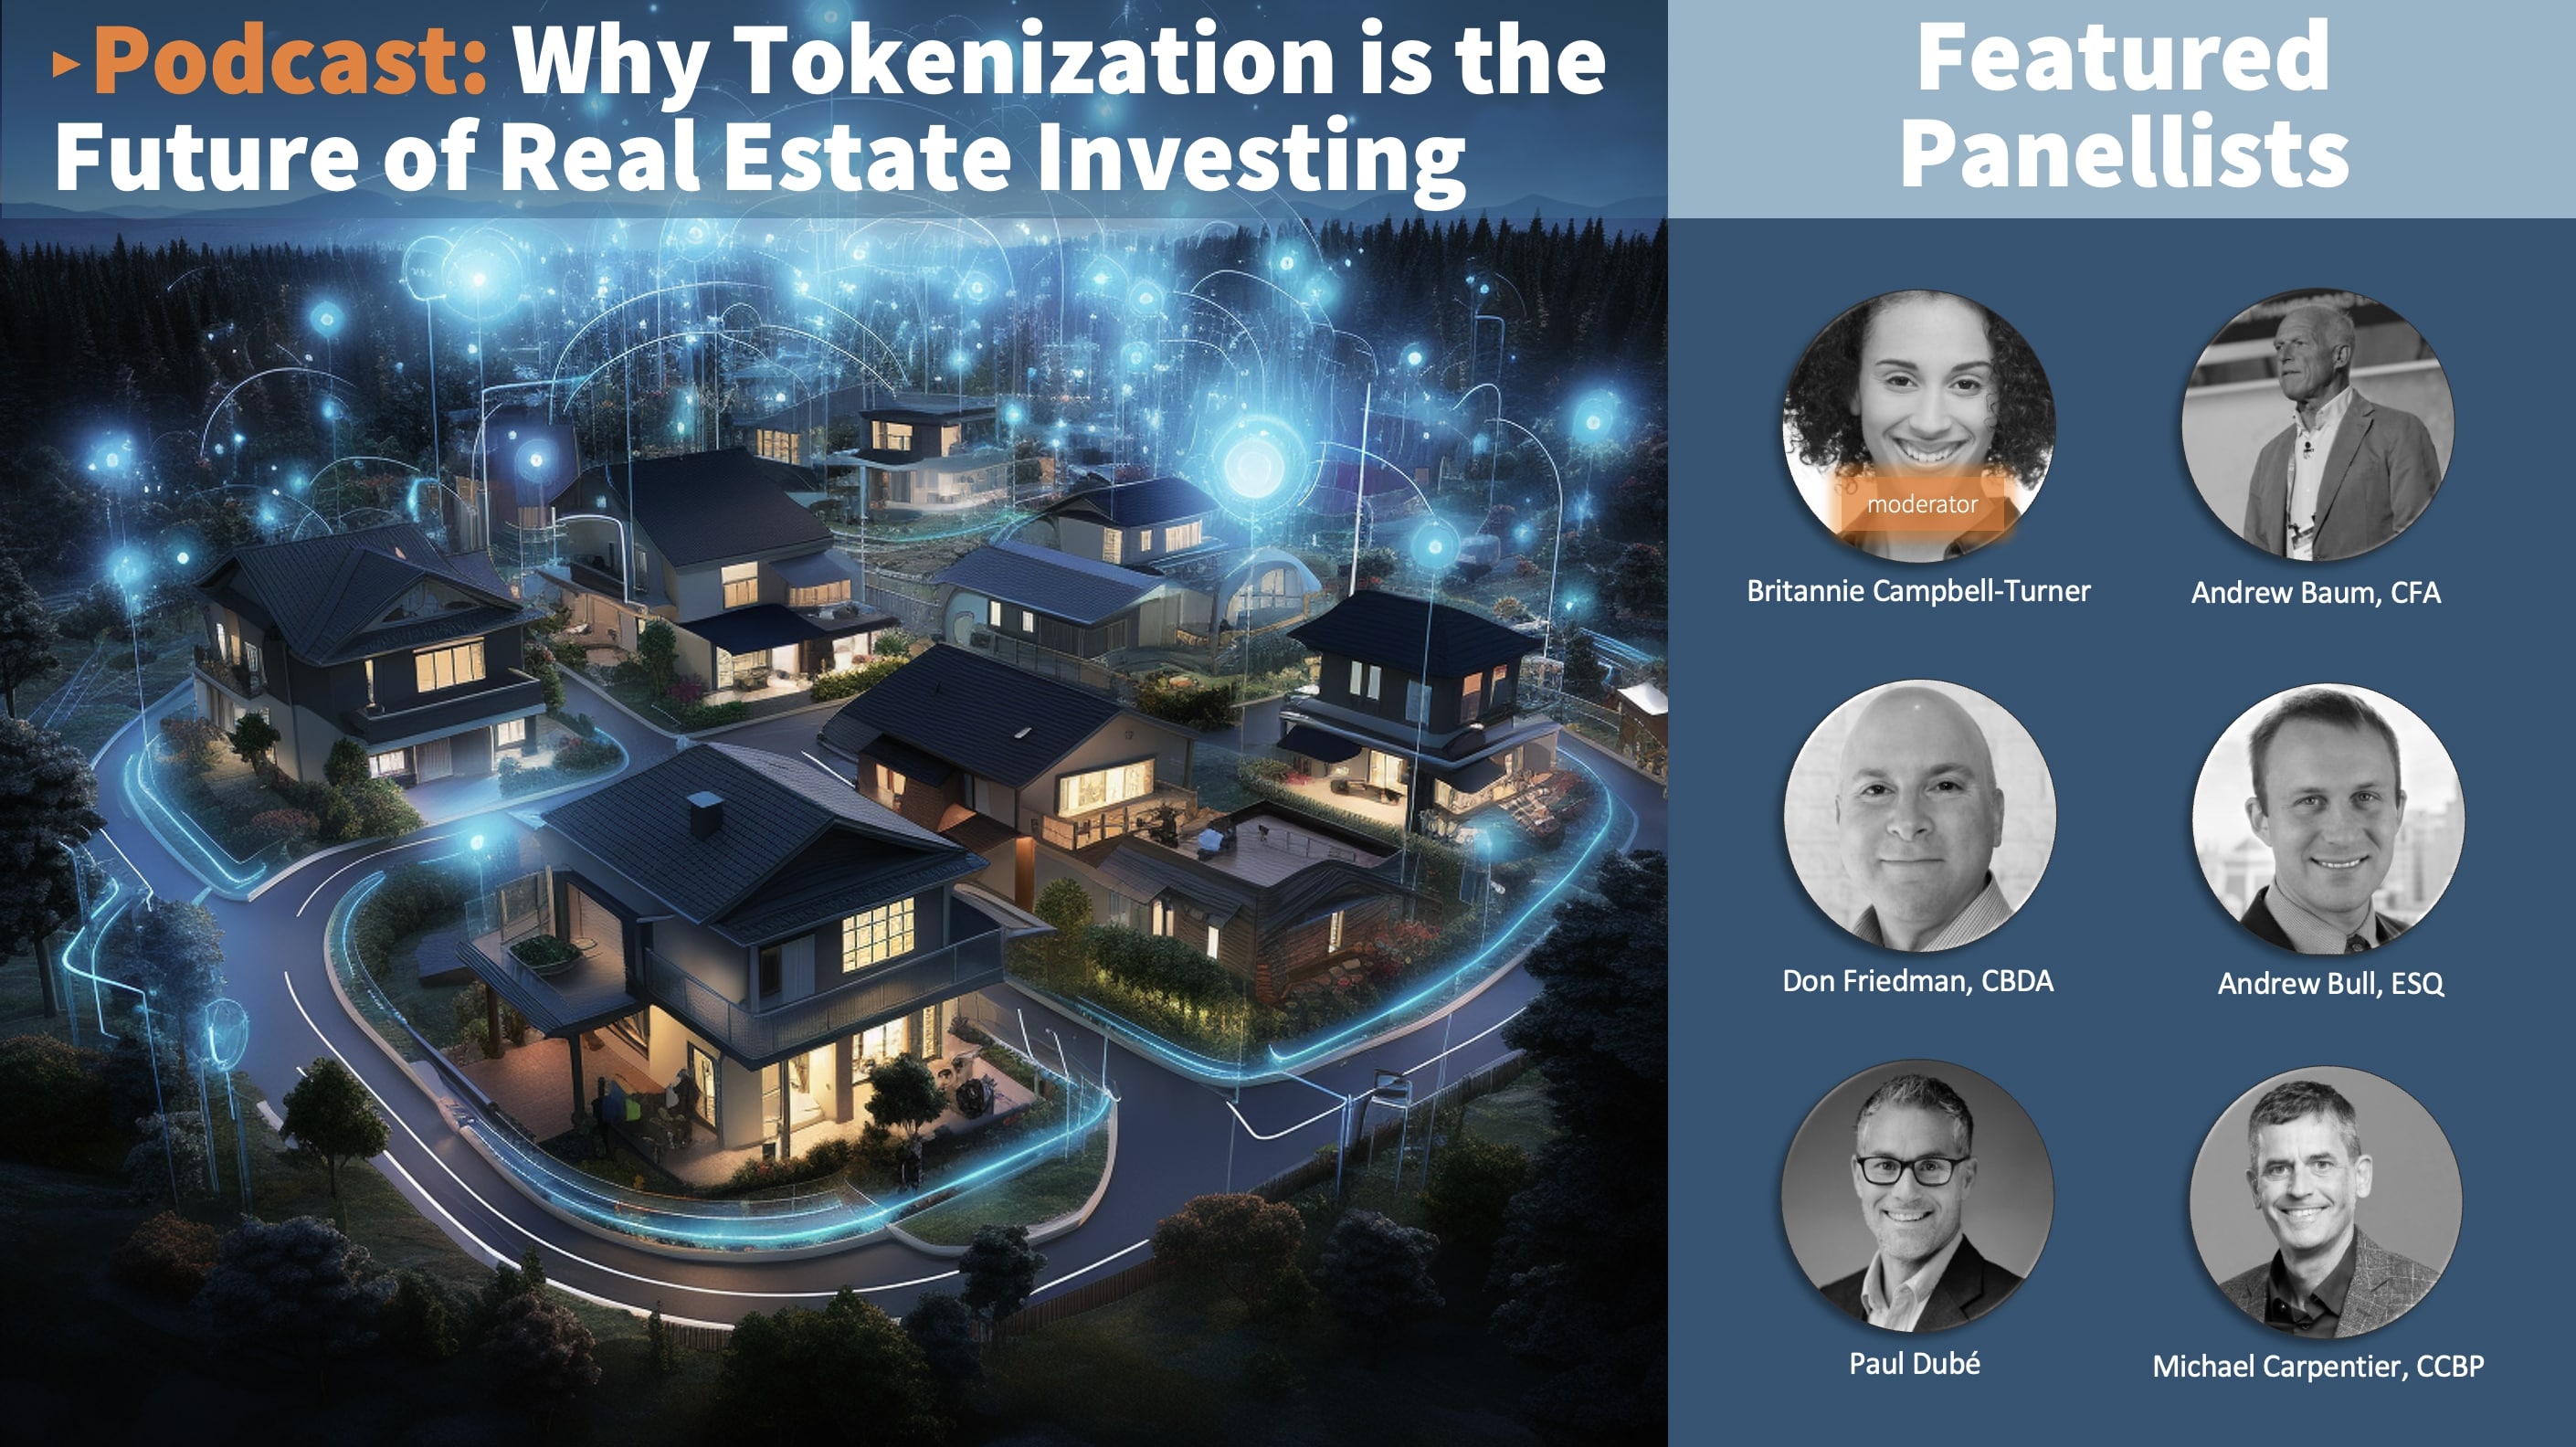 ▸Podcast: Why Tokenization is the
Future of Real Estate Investing
Featured
Panellists
moderator
Britannie Campbell-Turner
Andrew Baum, CFA
Don Friedman, CBDA
Andrew Bull, ESQ
Paul Dubé
Michael Carpentier, CCBP